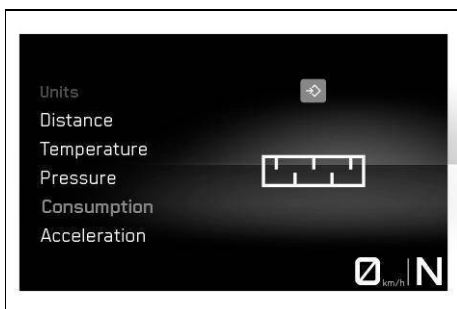 Units
Distance
Temperature
Pressure
Consumption
Acceleration
0 km/h N